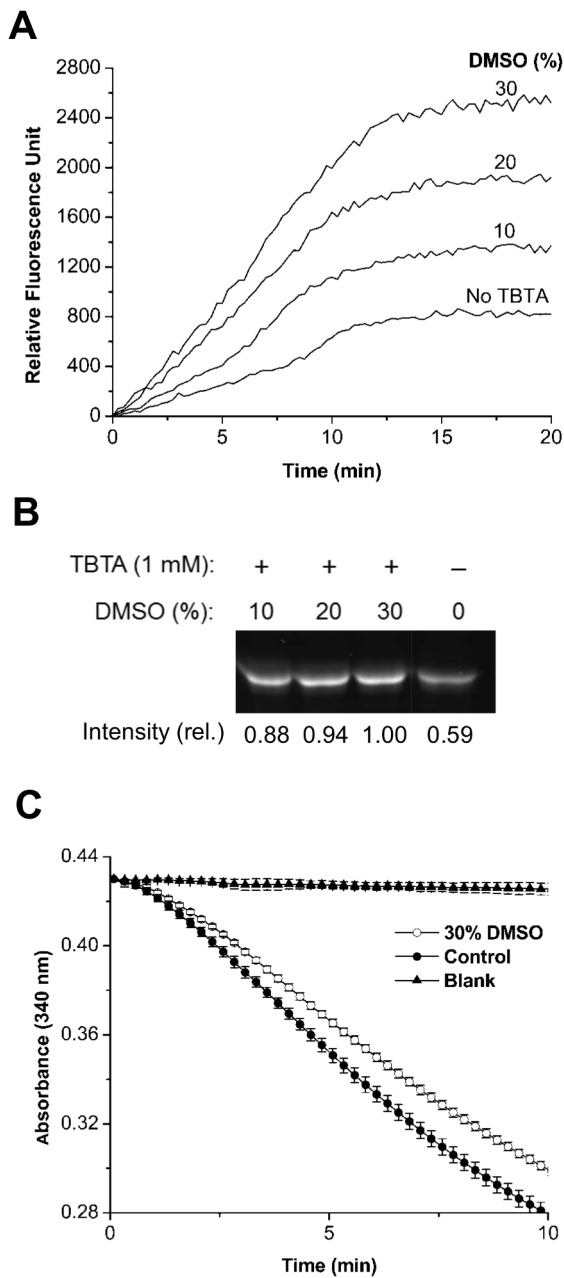 A
DMSO (%)
2800
2400
2000
1600
1200
800
400
0
30
20
10
No TBTA
Relative Fluorescence Unit
0 5 10 15 20
Time (min)
B
TBTA (1 mM): + + + –
DMSO (%): 10 20 30 0
Intensity (rel.) 0.88 0.94 1.00 0.59
C
0.44
0.40
0.36
0.32
0.28
Absorbance (340 nm)
30% DMSO
Control
Blank
0 5 10
Time (min)